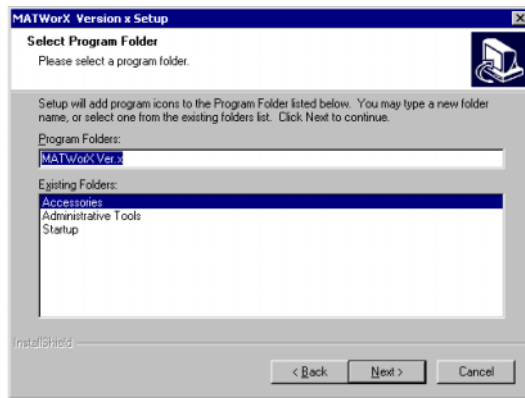 MATWorX Version x Setup
Select Program Folder
Please select a program folder.
Setup will add program icons to the Program Folder listed below. You may type a new folder
name, or select one from the existing folders list. Click Next to continue.
Program Folders:
MATWorX Ver.x
Existing Folders:
Accessories
Administrative Tools
Startup
InstallShield
< Back Next > Cancel